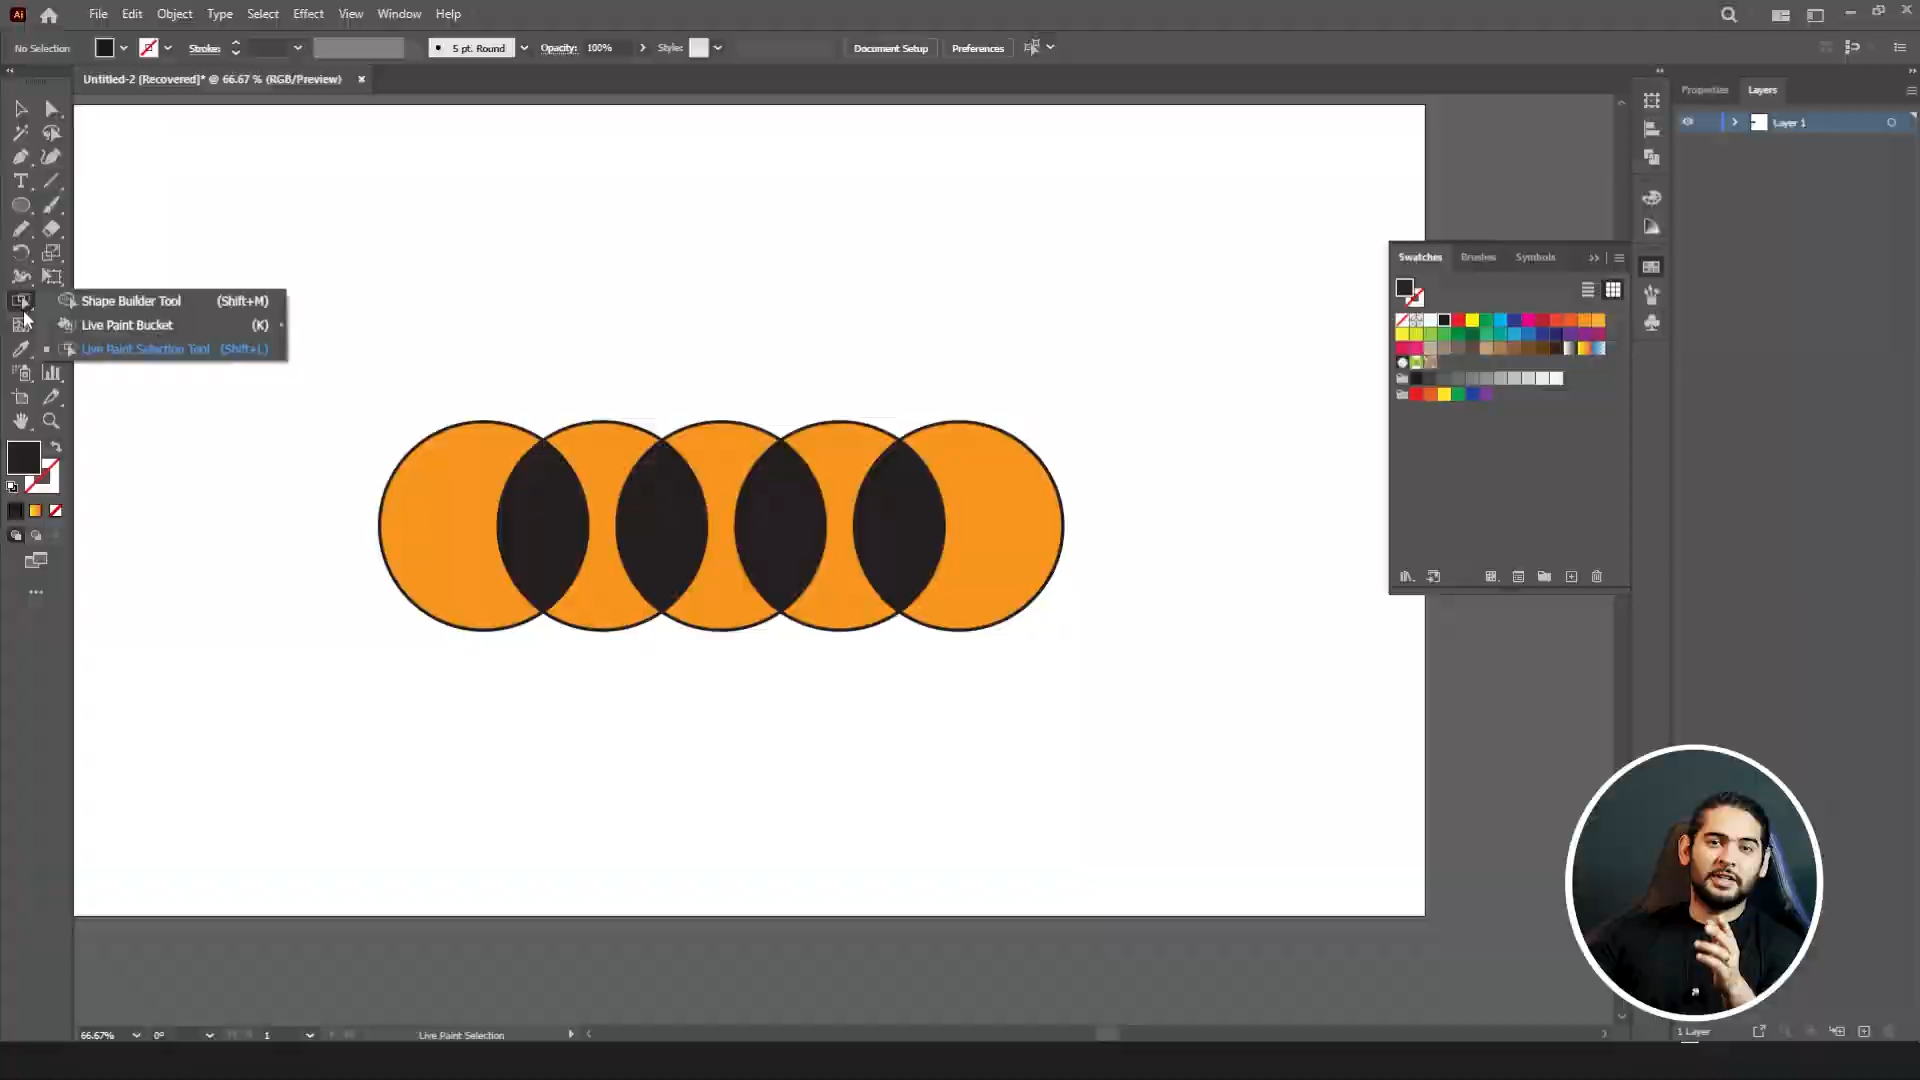 Ai File Edit Object Type Select Effect View Window Help
No Selection Stroke: 5 pt. Round Opacity: 100% Style: Document Setup Preferences
Untitled-2 [Recovered]* @ 66.67 % (RGB/Preview) ×
Properties Layers
Layer 1
T
Swatches Brushes Symbols
Shape Builder Tool (Shift+M)
Live Paint Bucket (K)
Live Paint Selection Tool (Shift+L)
66.67% 0° 1 Live Paint Selection
1 Layer